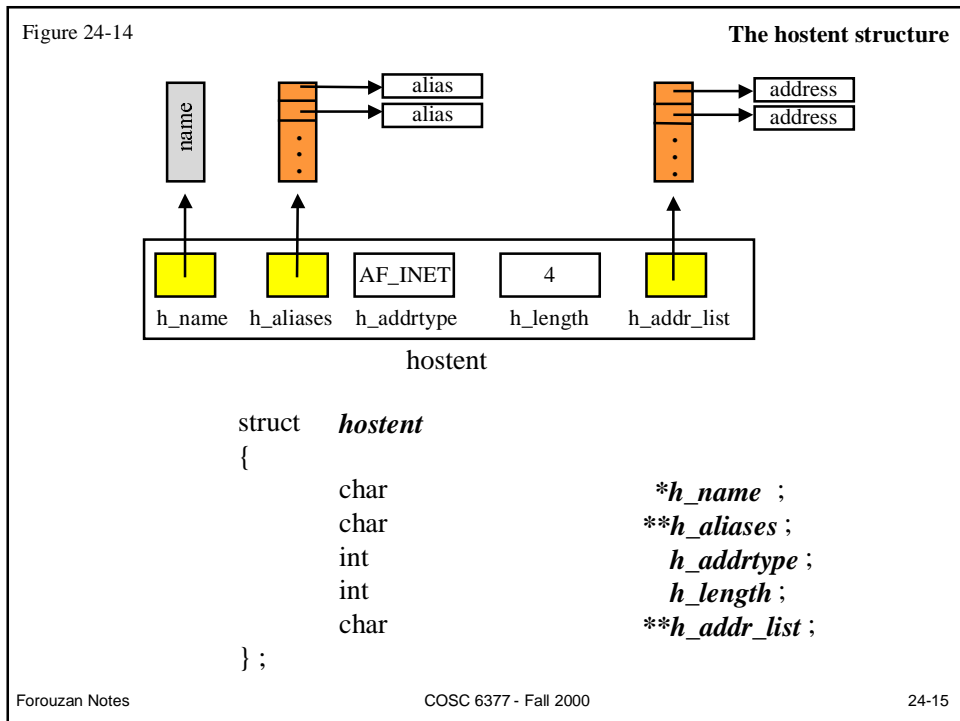 Figure 24-14 The hostent structure
alias address
alias address
name
AF_INET 4
h_name h_aliases h_addrtype h_length h_addr_list
hostent
struct hostent
{
char *h_name ;
char **h_aliases ;
int h_addrtype ;
int h_length ;
char **h_addr_list ;
} ;
Forouzan Notes COSC 6377 - Fall 2000 24-15